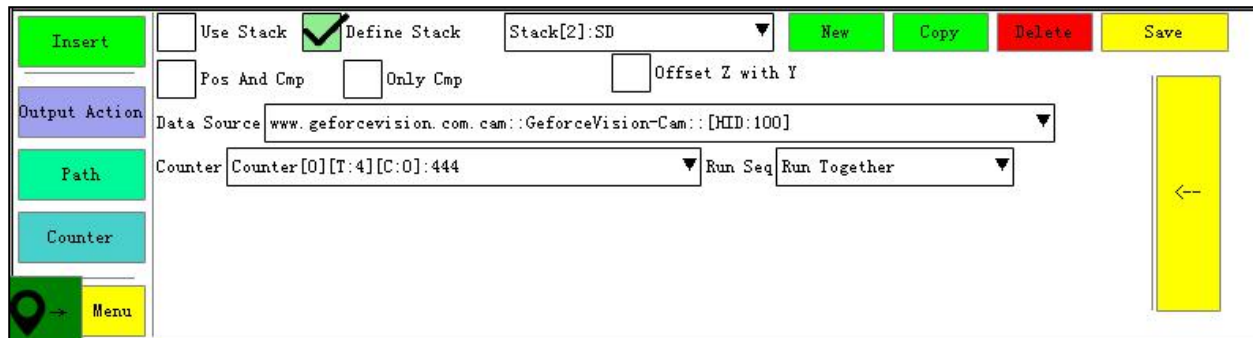 Insert
Use Stack
Define Stack
Stack[2]:SD
New
Copy
Delete
Save
Pos And Cmp
Only Cmp
Offset Z with Y
Output Action
Data Source
www.geforcevision.com.cam::GeforceVision-Cam::[HID:100]
Path
Counter
Counter[0][T:4][C:0]:444
Run Seq
Run Together
<--
Counter
→
Menu